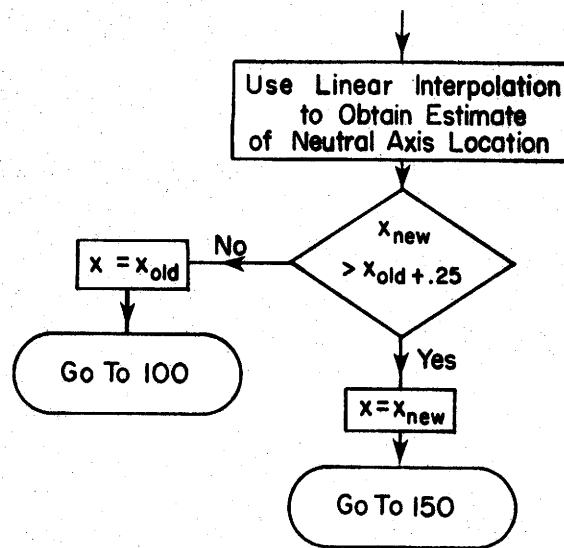 Use Linear Interpolation
to Obtain Estimate
of Neutral Axis Location
x_new
> x_old + .25
No
x = x_old
Go To 100
Yes
x = x_new
Go To 150